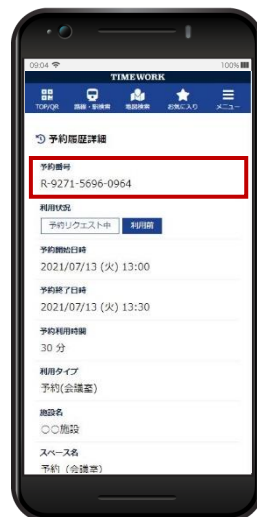 09:04 100%
TIMEWORK
TOP/QR 路線・駅検索 地図検索 お気に入り メニュー
予約履歴詳細
予約番号
R-9271-5696-0964
利用状況
予約リクエスト中 利用前
予約開始日時
2021/07/13 (火) 13:00
予約終了日時
2021/07/13 (火) 13:30
予約利用時間
30 分
利用タイプ
予約(会議室)
施設名
○○施設
スペース名
予約（会議室）